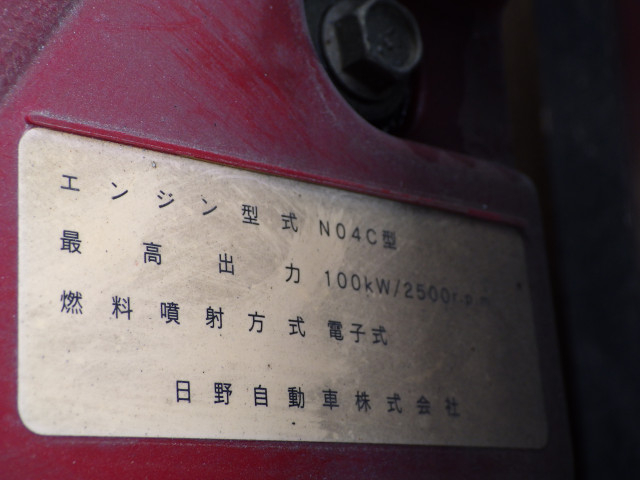 エンジン型式 N04C型
最高出力 100kW/2500r.p.m
燃料噴射方式 電子式
日野自動車株式会社